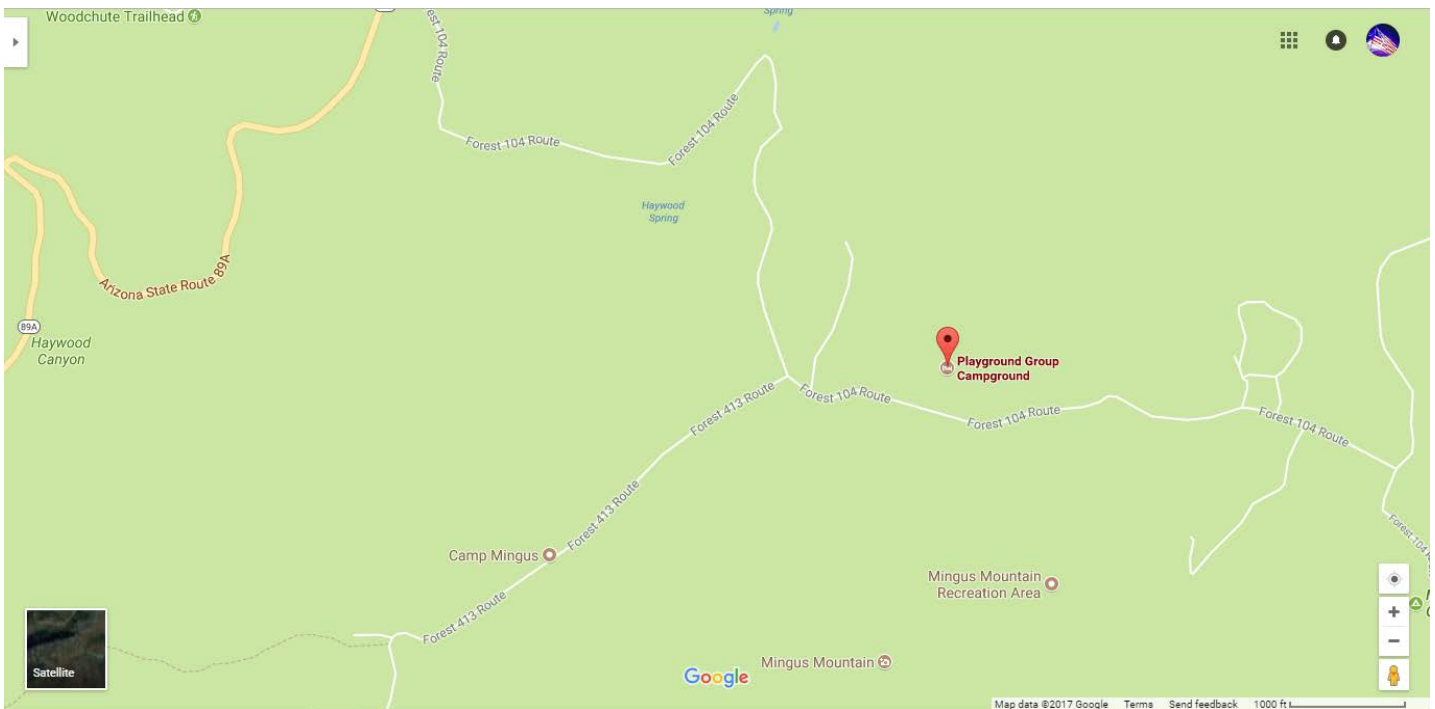 Woodchute Trailhead
Spring
Forest 104 Route
Forest 104 Route
Forest 104 Route
Haywood
Spring
Arizona State Route 89A
89A
Haywood
Canyon
Playground Group
Campground
Forest 413 Route
Forest 104 Route
Forest 104 Route
Forest 104 Route
Forest 413 Route
Forest 104
Camp Mingus
Mingus Mountain
Recreation Area
Forest 413 Route
Mingus Mountain
Satellite
Google
Map data ©2017 Google Terms Send feedback 1000 ft